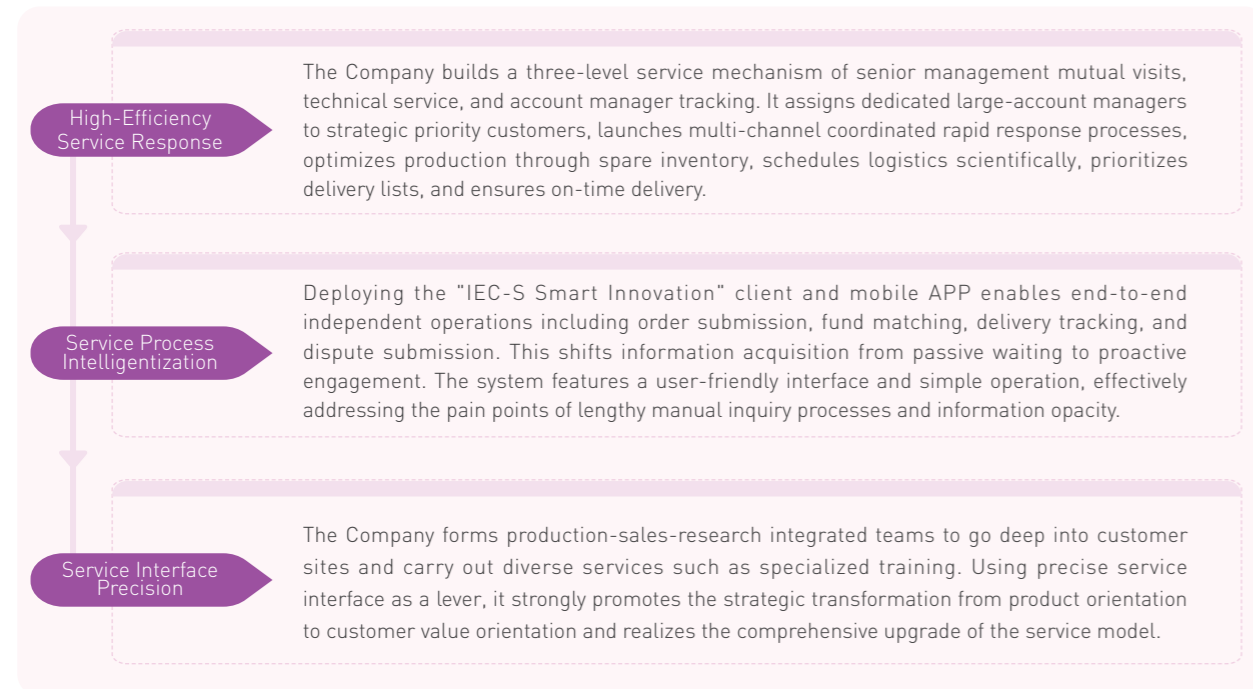 High-Efficiency
Service Response
The Company builds a three-level service mechanism of senior management mutual visits,
technical service, and account manager tracking. It assigns dedicated large-account managers
to strategic priority customers, launches multi-channel coordinated rapid response processes,
optimizes production through spare inventory, schedules logistics scientifically, prioritizes
delivery lists, and ensures on-time delivery.
Service Process
Intelligentization
Deploying the "IEC-S Smart Innovation" client and mobile APP enables end-to-end
independent operations including order submission, fund matching, delivery tracking, and
dispute submission. This shifts information acquisition from passive waiting to proactive
engagement. The system features a user-friendly interface and simple operation, effectively
addressing the pain points of lengthy manual inquiry processes and information opacity.
Service Interface
Precision
The Company forms production-sales-research integrated teams to go deep into customer
sites and carry out diverse services such as specialized training. Using precise service
interface as a lever, it strongly promotes the strategic transformation from product orientation
to customer value orientation and realizes the comprehensive upgrade of the service model.